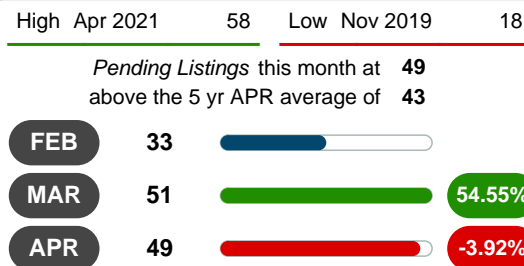 High Apr 2021 58 Low Nov 2019 18
Pending Listings this month at 49
above the 5 yr APR average of 43
FEB 33
MAR 51 54.55%
APR 49 -3.92%